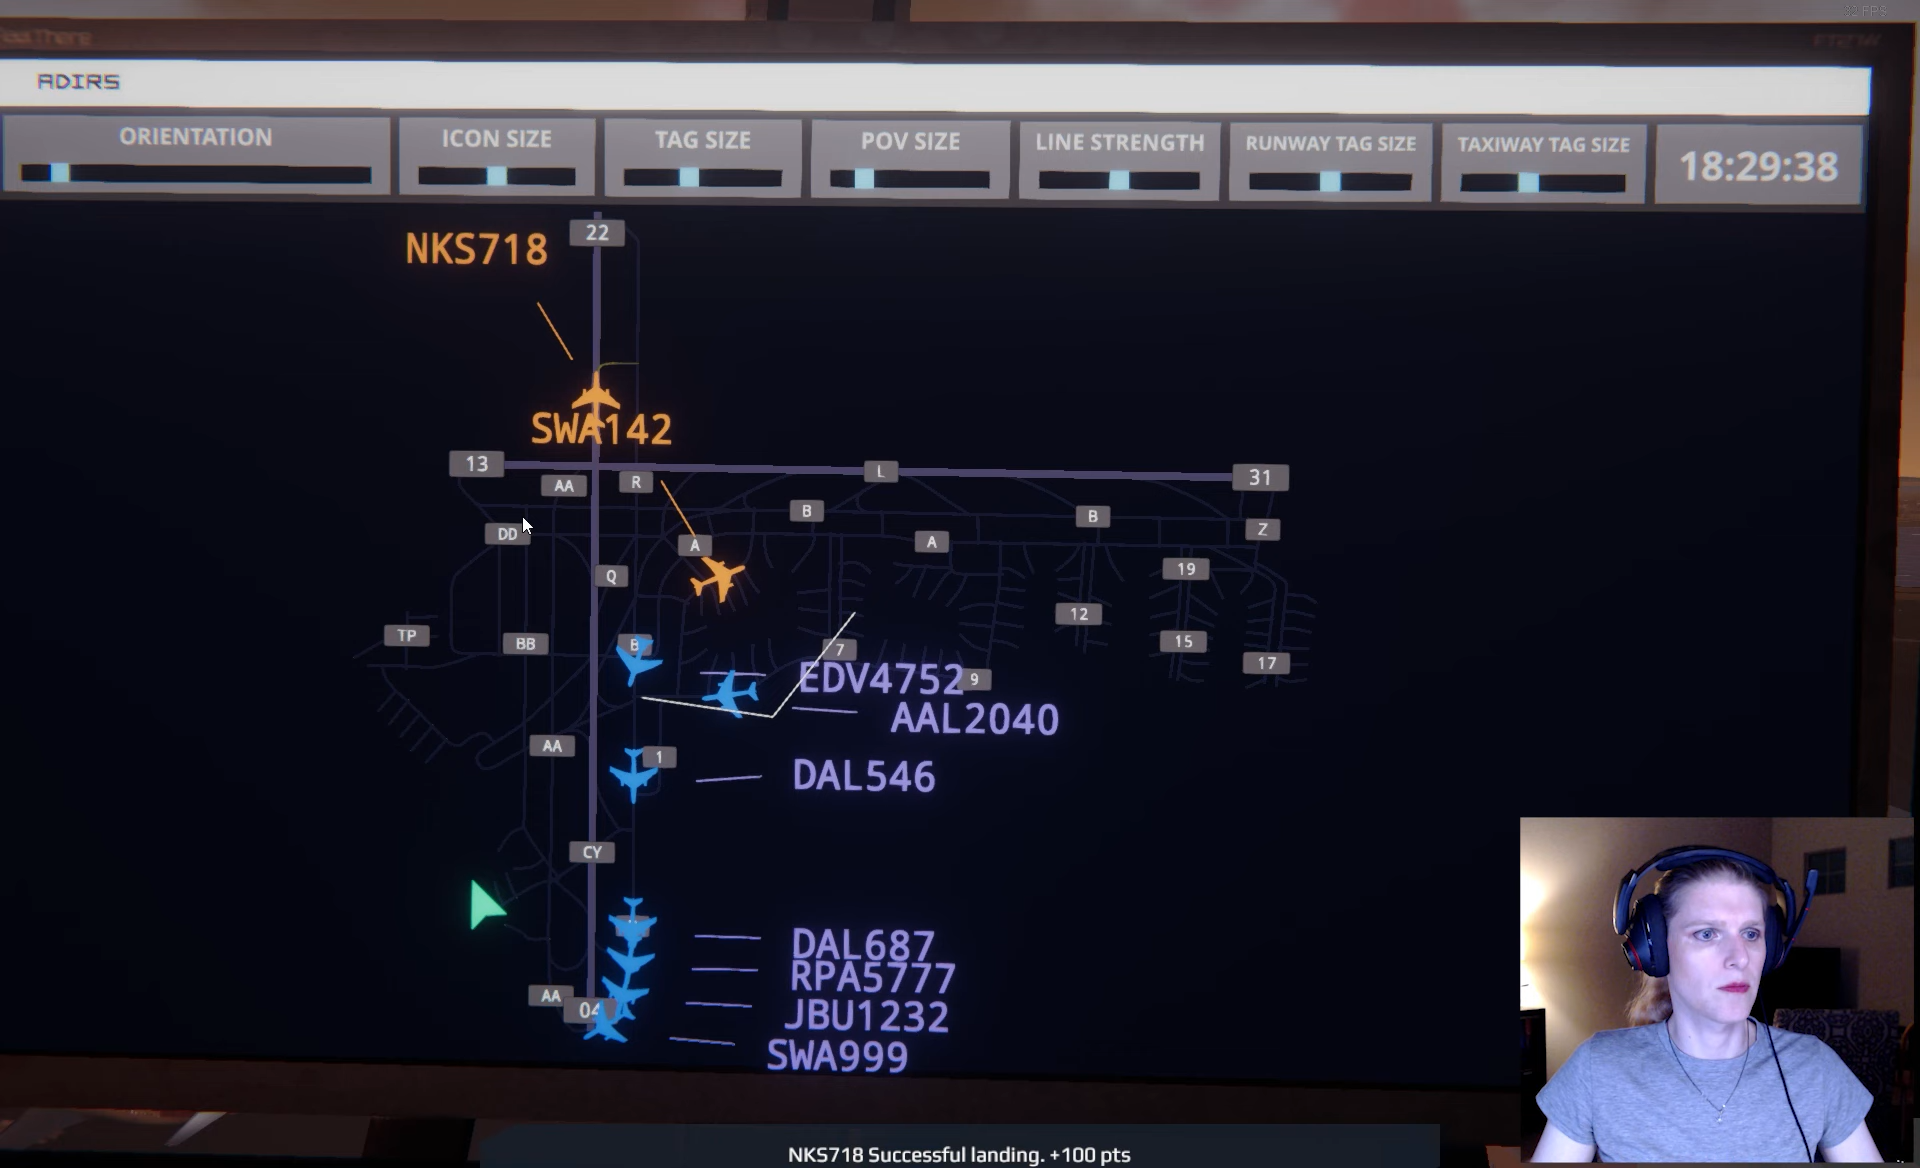 32 FPS
ADIRS
ORIENTATION
ICON SIZE
TAG SIZE
POV SIZE
LINE STRENGTH
RUNWAY TAG SIZE
TAXIWAY TAG SIZE
18:29:38
NKS718
22
SWA142
13
L
31
AA
R
B
B
DD
A
A
Z
Q
19
12
TP
BB
B
7
15
17
EDV4752
9
AAL2040
AA
1
DAL546
CY
DAL687
RPA5777
AA
04
JBU1232
SWA999
NKS718 Successful landing. +100 pts